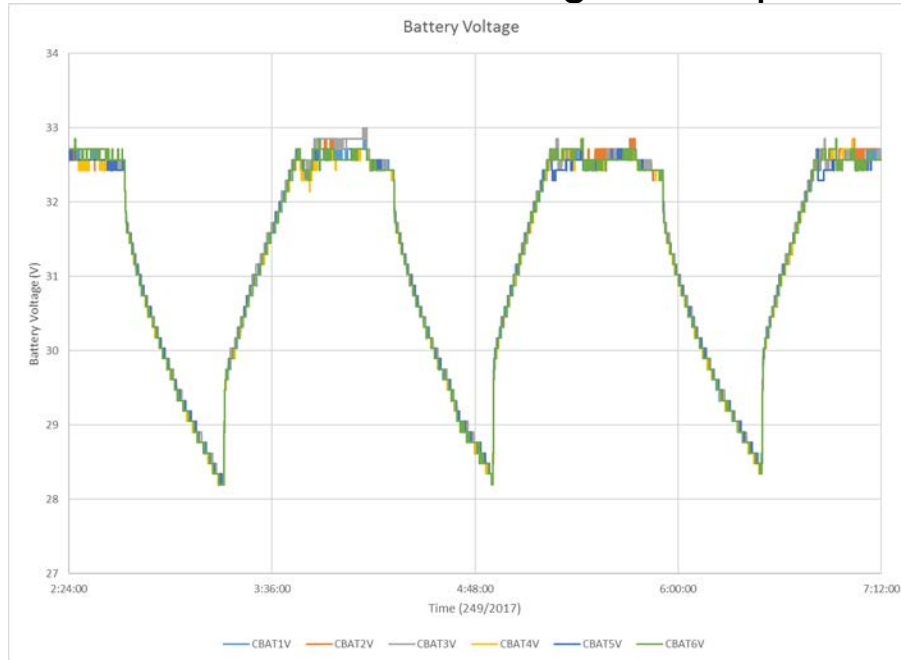 Battery Voltage
34
33
32
31
30
29
28
27
Battery Voltage (V)
2:24:00 3:36:00 4:48:00 6:00:00 7:12:00
Time (249/2017)
CBAT1V CBAT2V CBAT3V CBAT4V CBAT5V CBAT6V